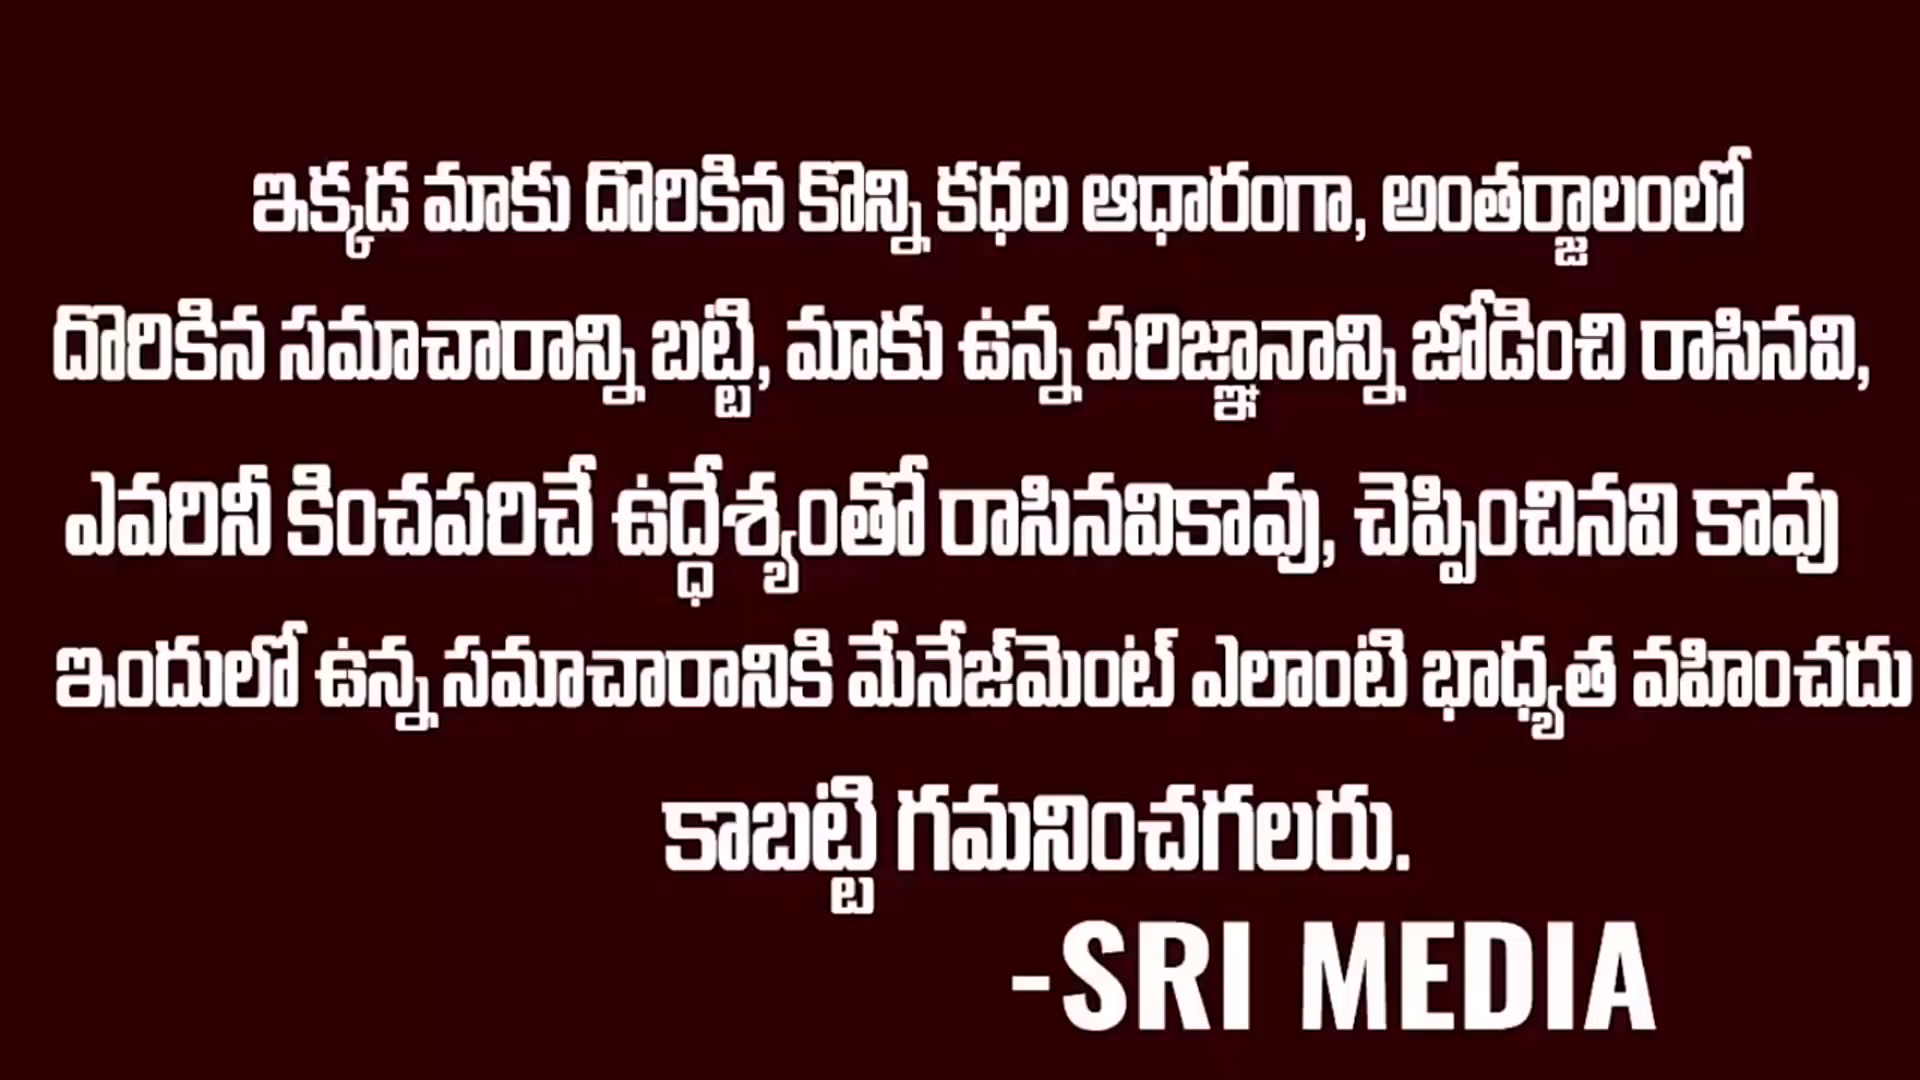 ఇక్కడ మాకు దొరికిన కొన్ని కధల ఆధారంగా, అంతర్జాలంలో
దొరికిన సమాచారాన్ని బట్టి, మాకు ఉన్న పరిజ్ఞానాన్ని జోడించి రాసినవి,
ఎవరినీ కించపరిచే ఉద్ధేశ్యంతో రాసినవికావు, చెప్పించినవి కావు
ఇందులో ఉన్న సమాచారానికి మేనేజ్‌మెంట్ ఎలాంటి భాధ్యత వహించదు
కాబట్టి గమనించగలరు.
-SRI MEDIA